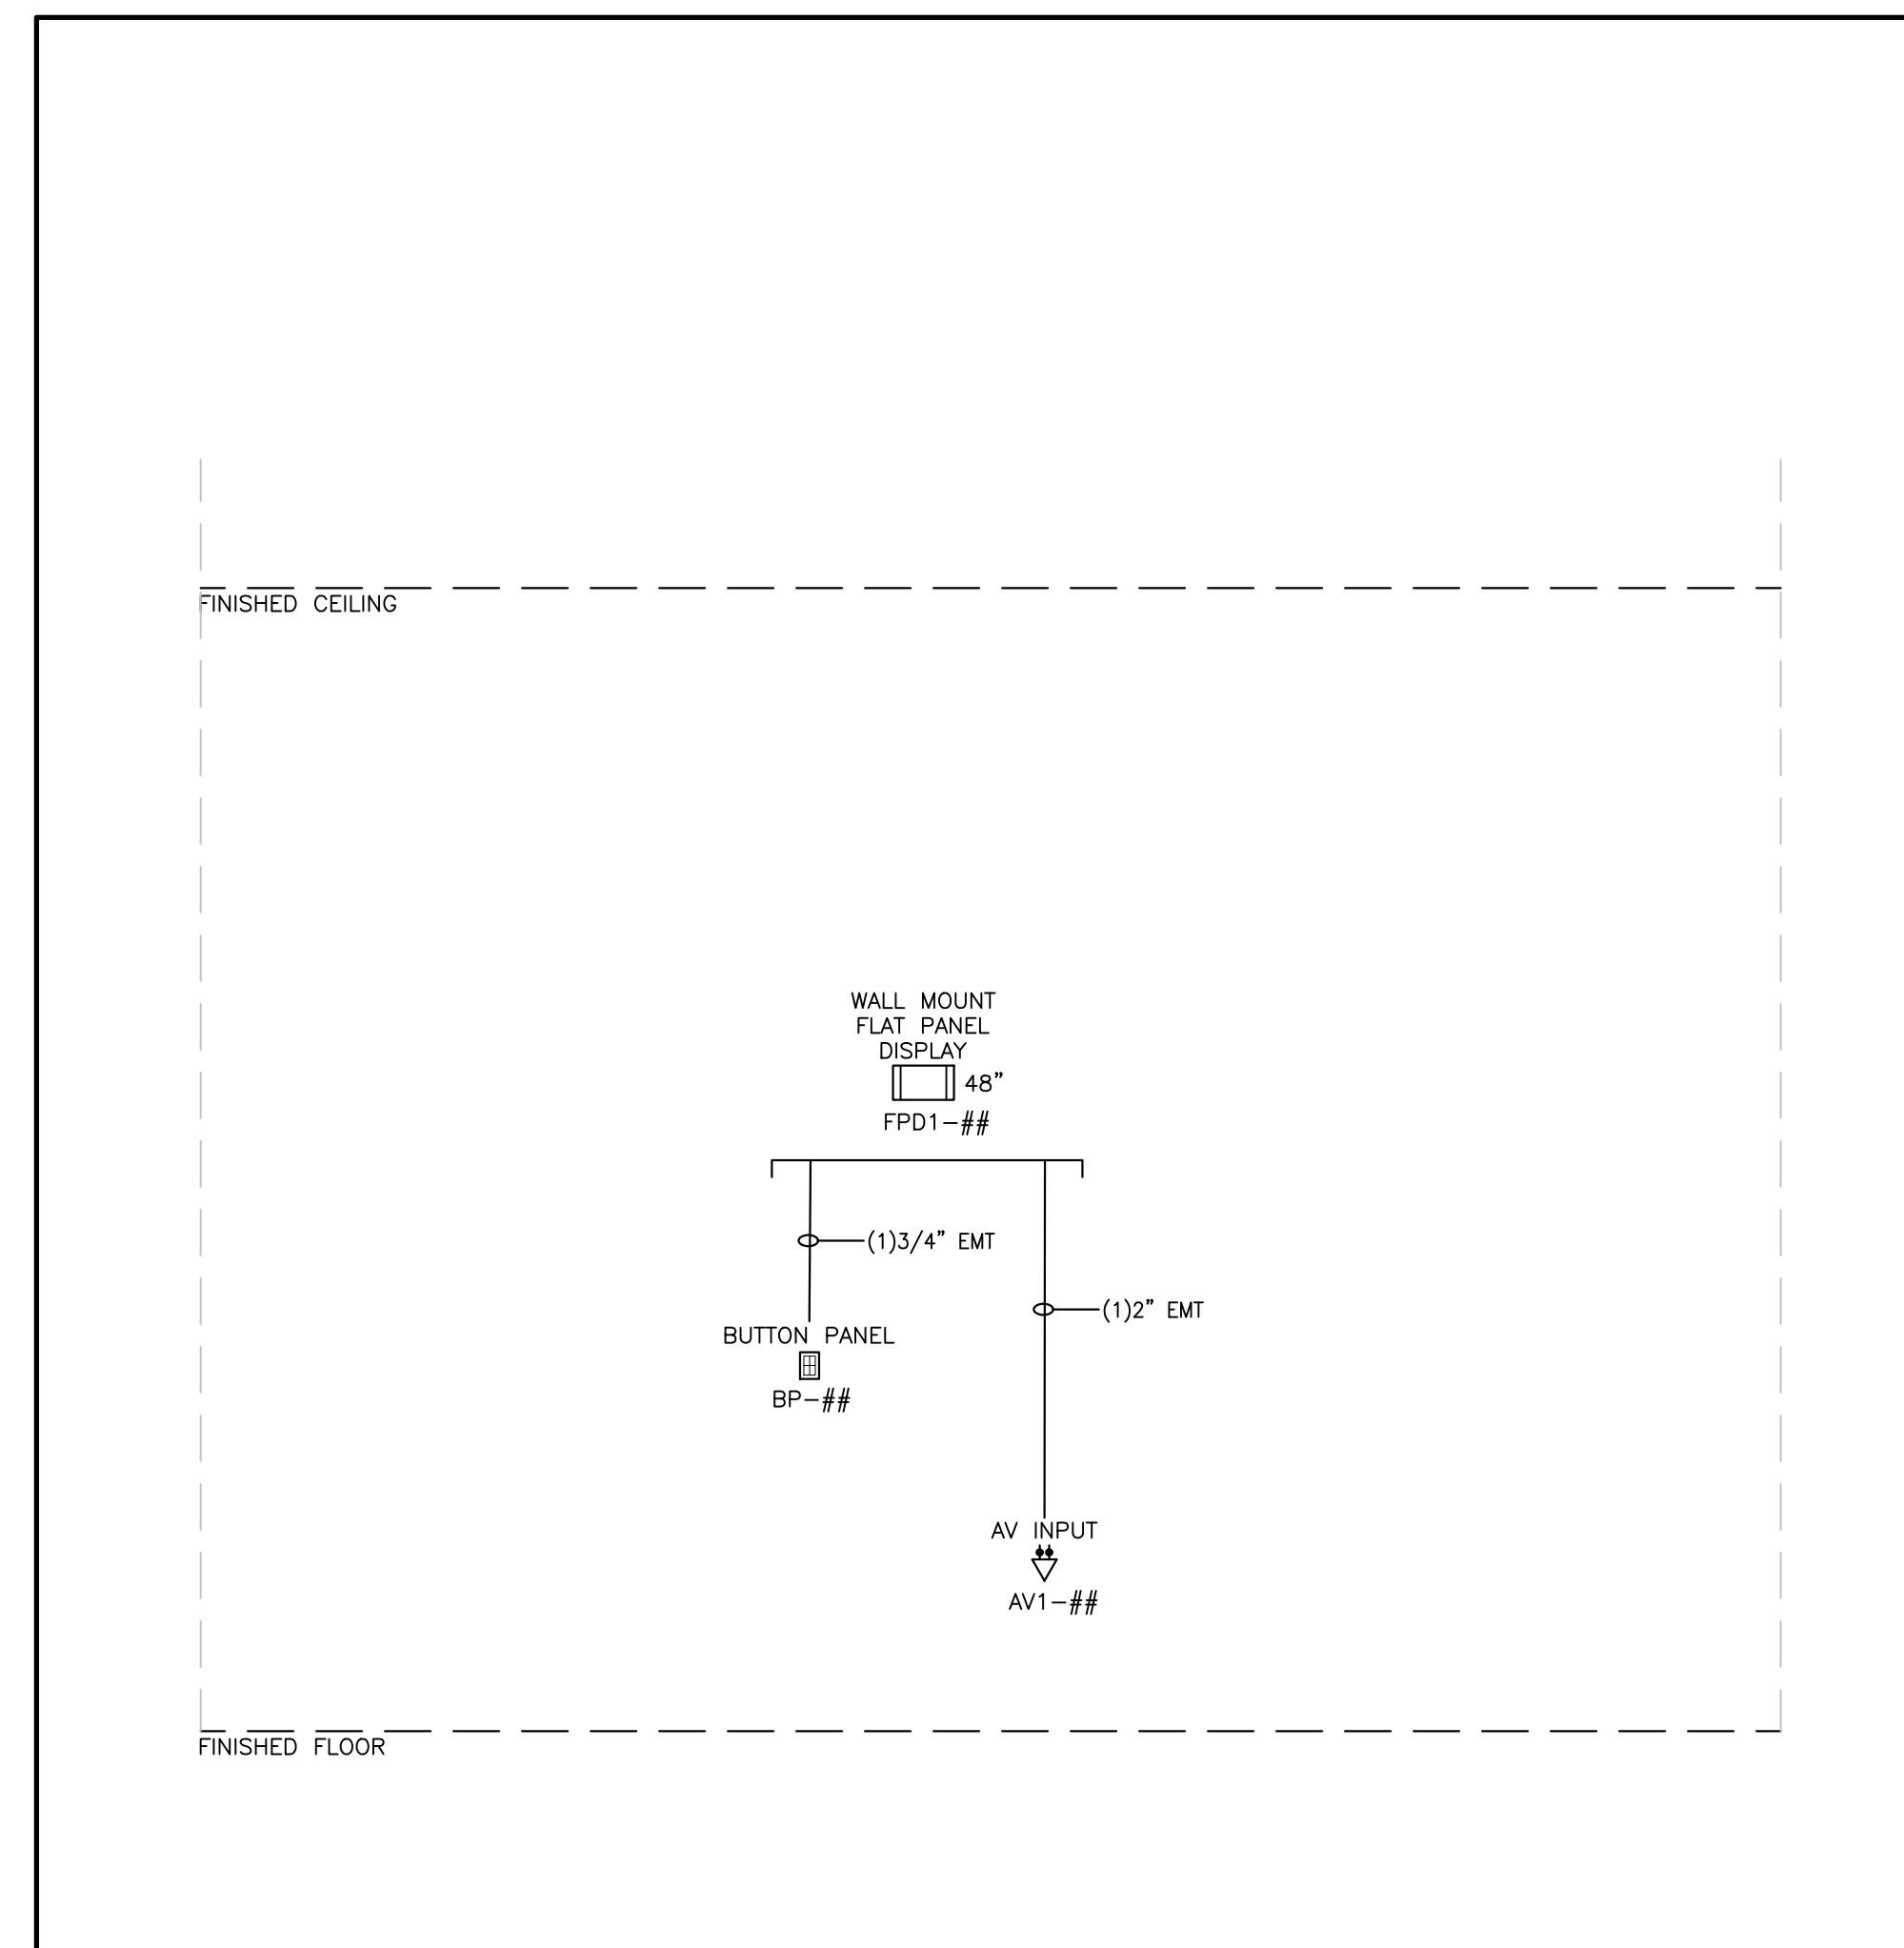 FINISHED CEILING
WALL MOUNT
FLAT PANEL
DISPLAY
48”
FPD1-##
(1)3/4” EMT
(1)2” EMT
BUTTON PANEL
BP-##
AV INPUT
AV1-##
FINISHED FLOOR